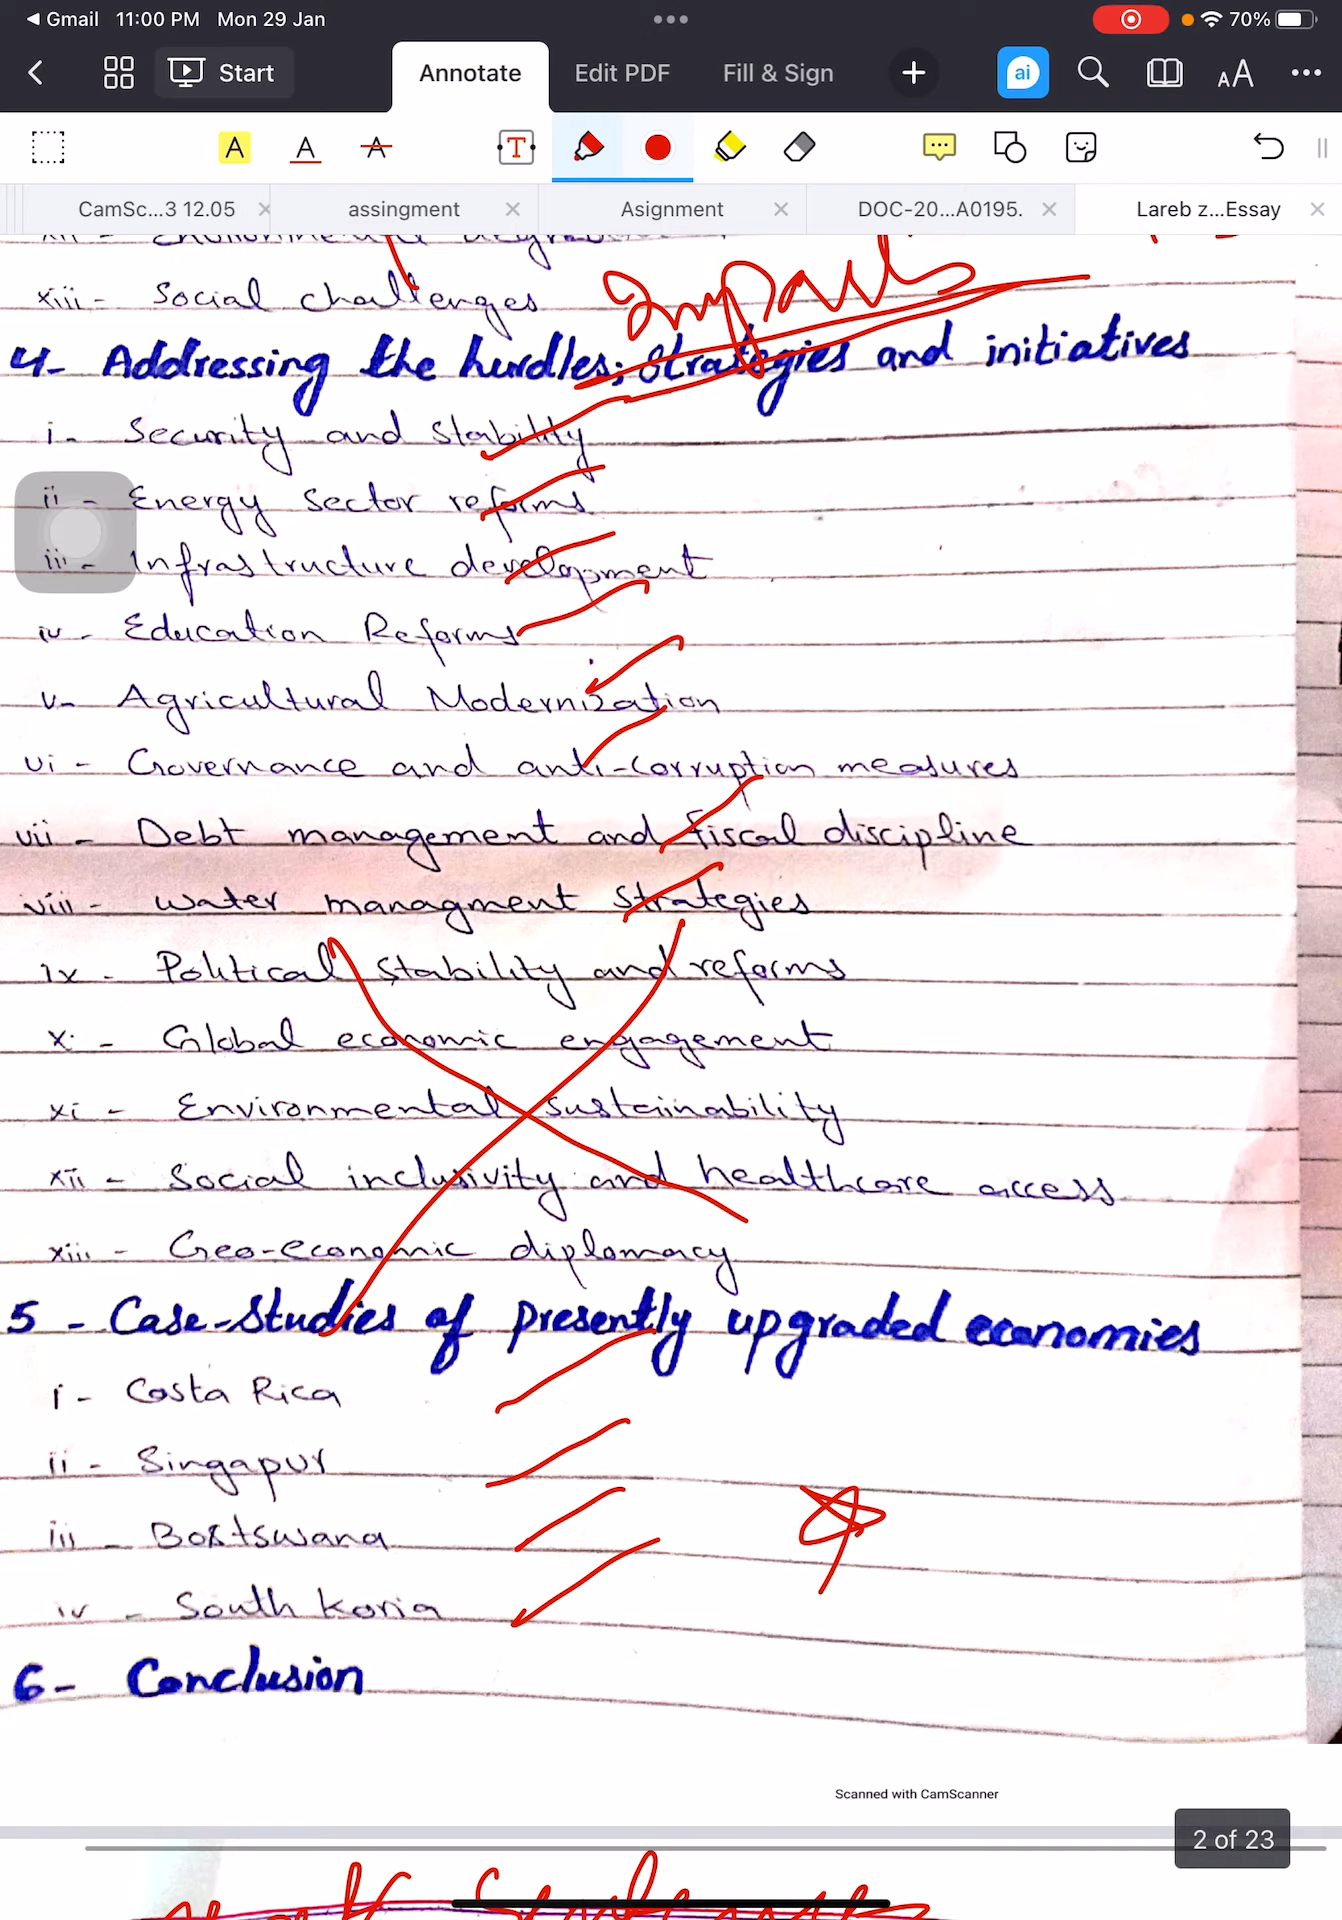 Gmail 11:00 PM Mon 29 Jan 70%
Start Annotate Edit PDF Fill & Sign ai AA
A A A T
CamSc...3 12.05 assingment Asignment DOC-20...A0195. Lareb z...Essay
xiii - Social challenges
Impacts
4- Addressing the hurdles; Strategies and initiatives
i- Security and Stability
ii - Energy Sector reforms
iii - Infrastructure development
iv - Education Reforms
v- Agricultural Modernization
vi - Governance and anti-corruption measures
vii - Debt management and fiscal discipline
viii - water managment strategies
ix - Political stability and reforms
x. - Global economic engagement
xi - Environmental sustainability
xii - Social inclusivity and healthcare access
xiii - Geo-economic diplomacy
5 - Case-Studies of presently upgraded economies
i - Costa Rica
ii - Singapur
iii - Bostswana
iv - South Koria
6- Conclusion
Scanned with CamScanner
2 of 23